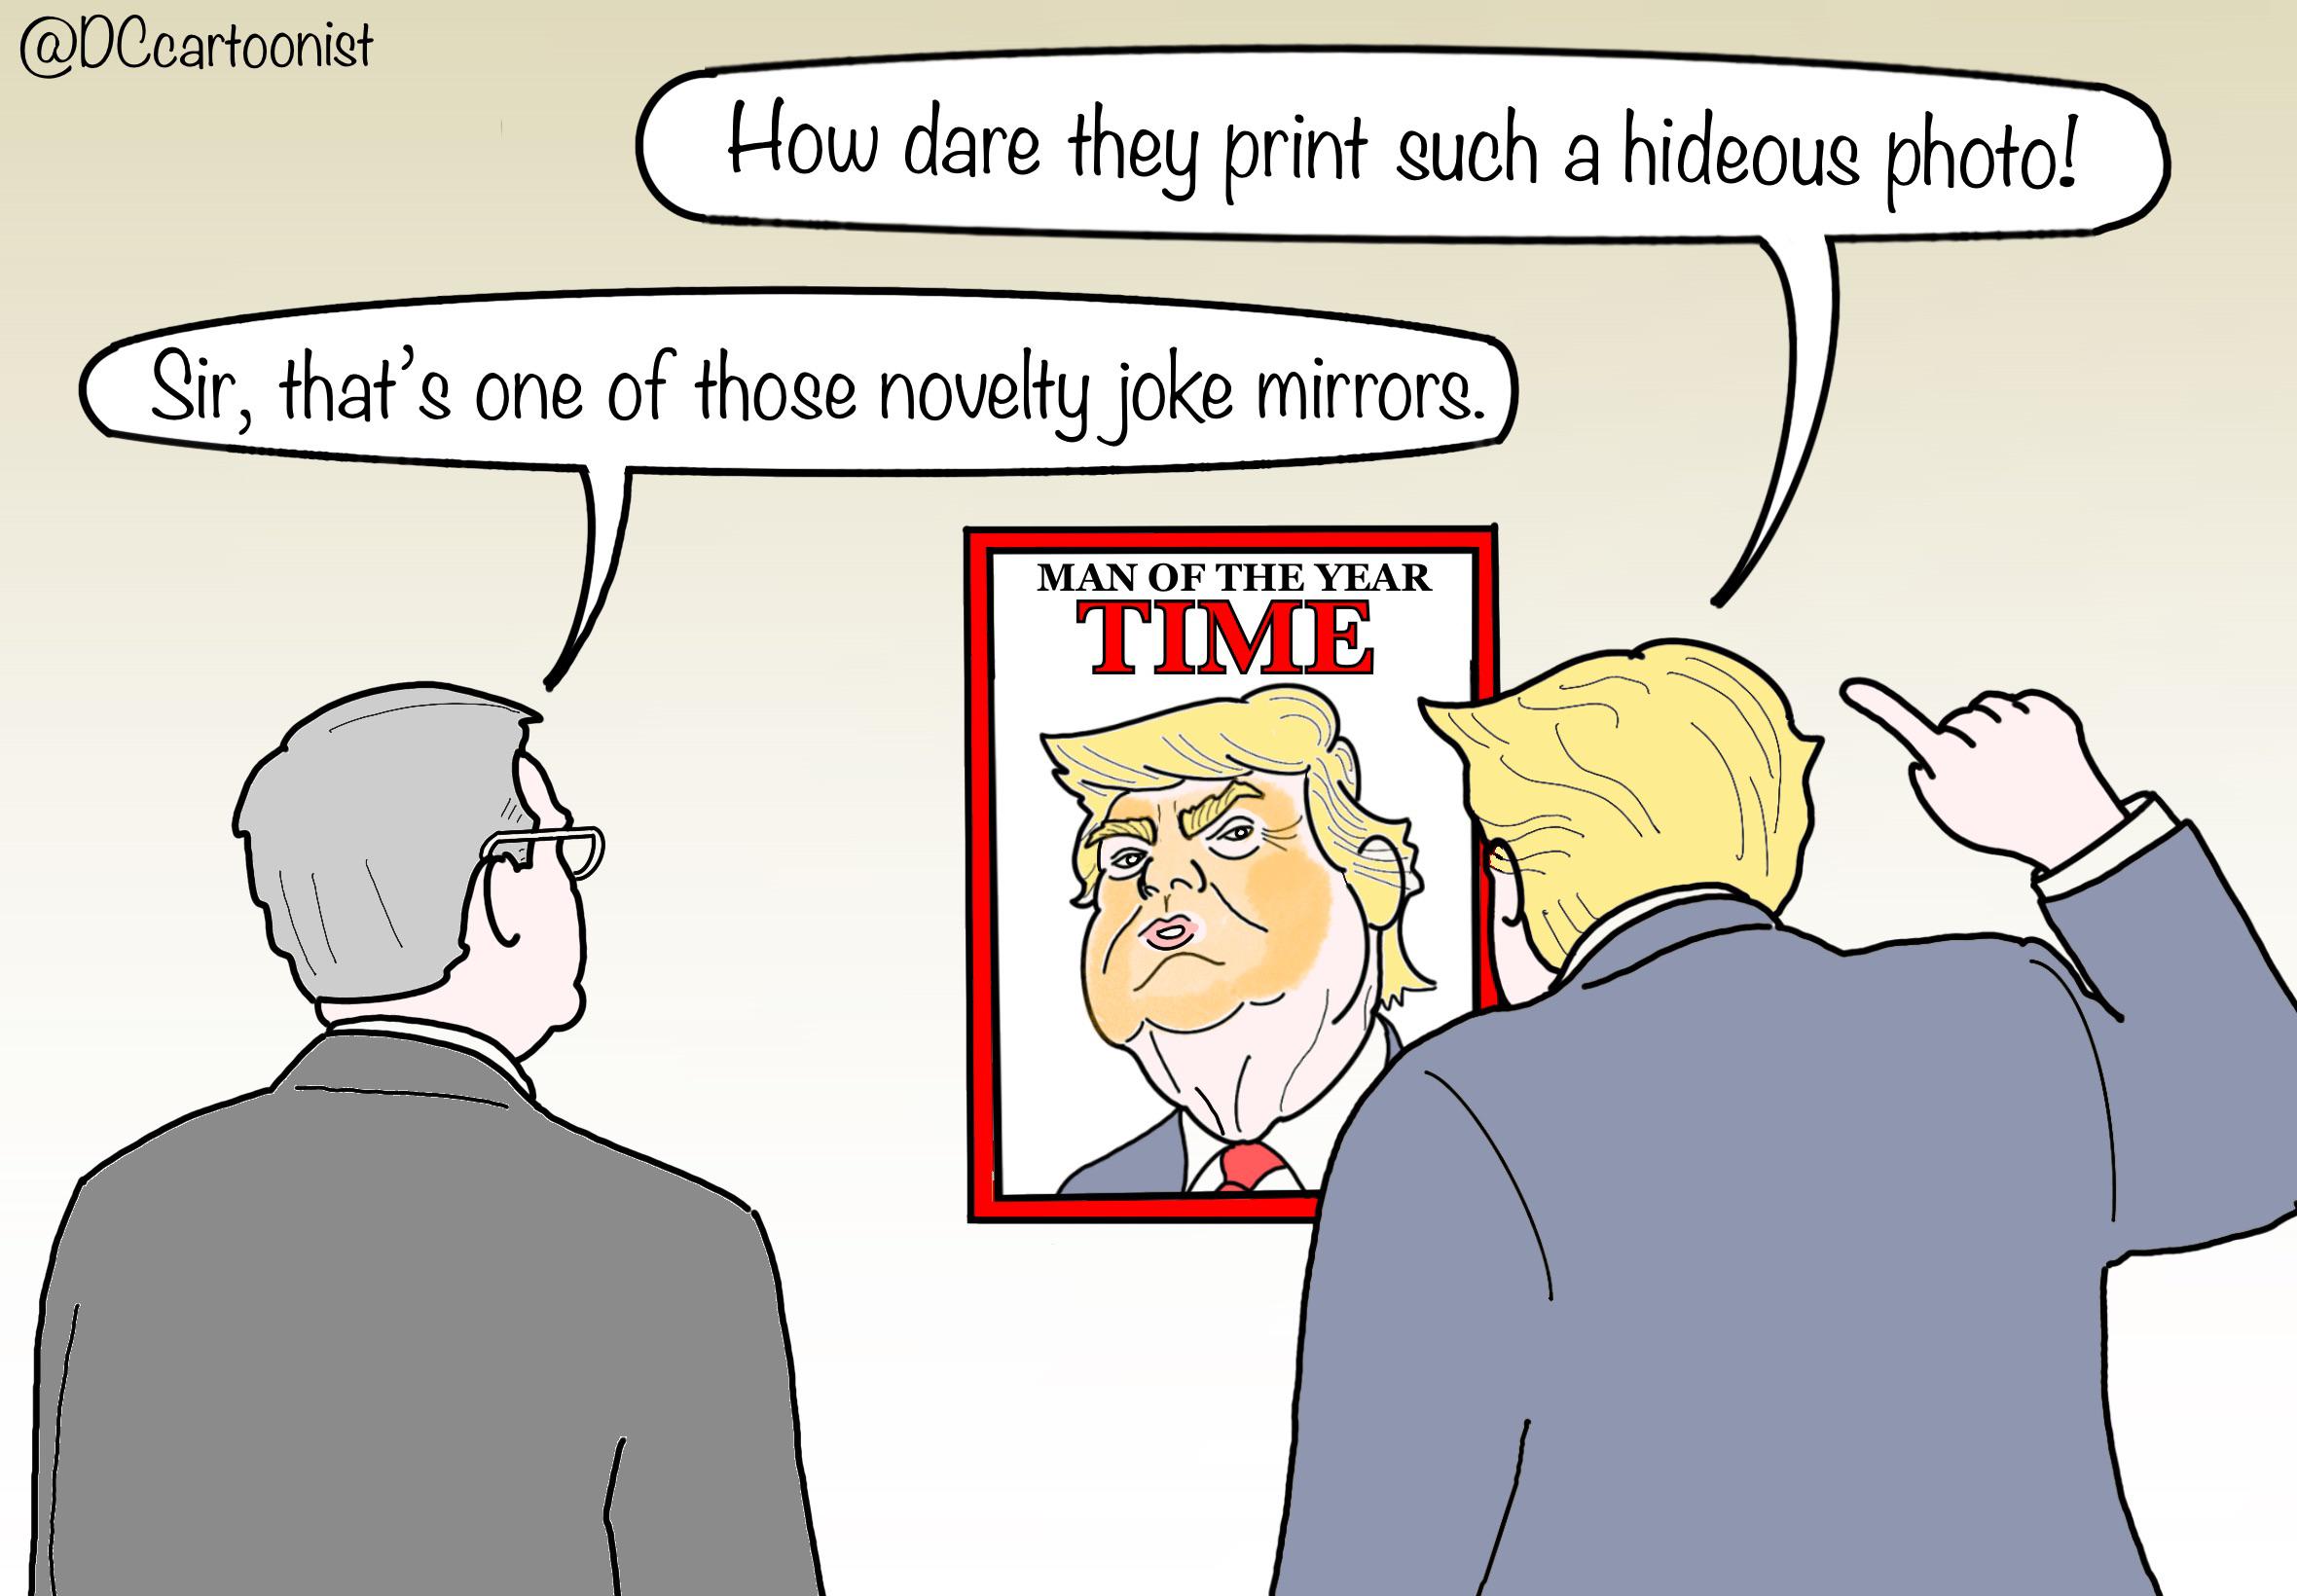 @DCcartoonist
How dare they print such a hideous photo!
Sir, that's one of those novelty joke mirrors.
MAN OF THE YEAR
TIME